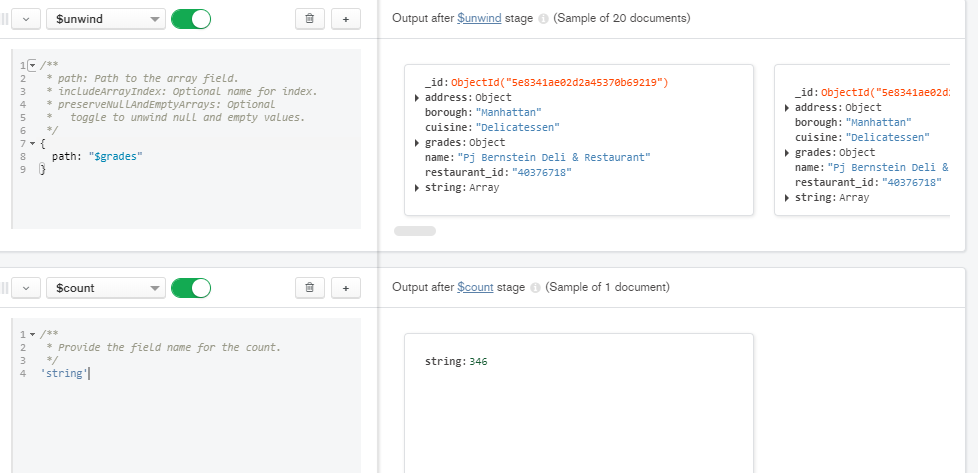 $unwind
+
Output after $unwind stage (Sample of 20 documents)
1 /**
2  * path: Path to the array field.
3  * includeArrayIndex: Optional name for index.
4  * preserveNullAndEmptyArrays: Optional
5  *   toggle to unwind null and empty values.
6  */
7 {
8   path: "$grades"
9 }
_id: ObjectId("5e8341ae02d2a45370b69219")
address: Object
borough: "Manhattan"
cuisine: "Delicatessen"
grades: Object
name: "Pj Bernstein Deli & Restaurant"
restaurant_id: "40376718"
string: Array
_id: ObjectId("5e8341ae02d
address: Object
borough: "Manhattan"
cuisine: "Delicatessen"
grades: Object
name: "Pj Bernstein Deli &
restaurant_id: "40376718"
string: Array
$count
+
Output after $count stage (Sample of 1 document)
1 /**
2  * Provide the field name for the count.
3  */
4 'string'
string: 346